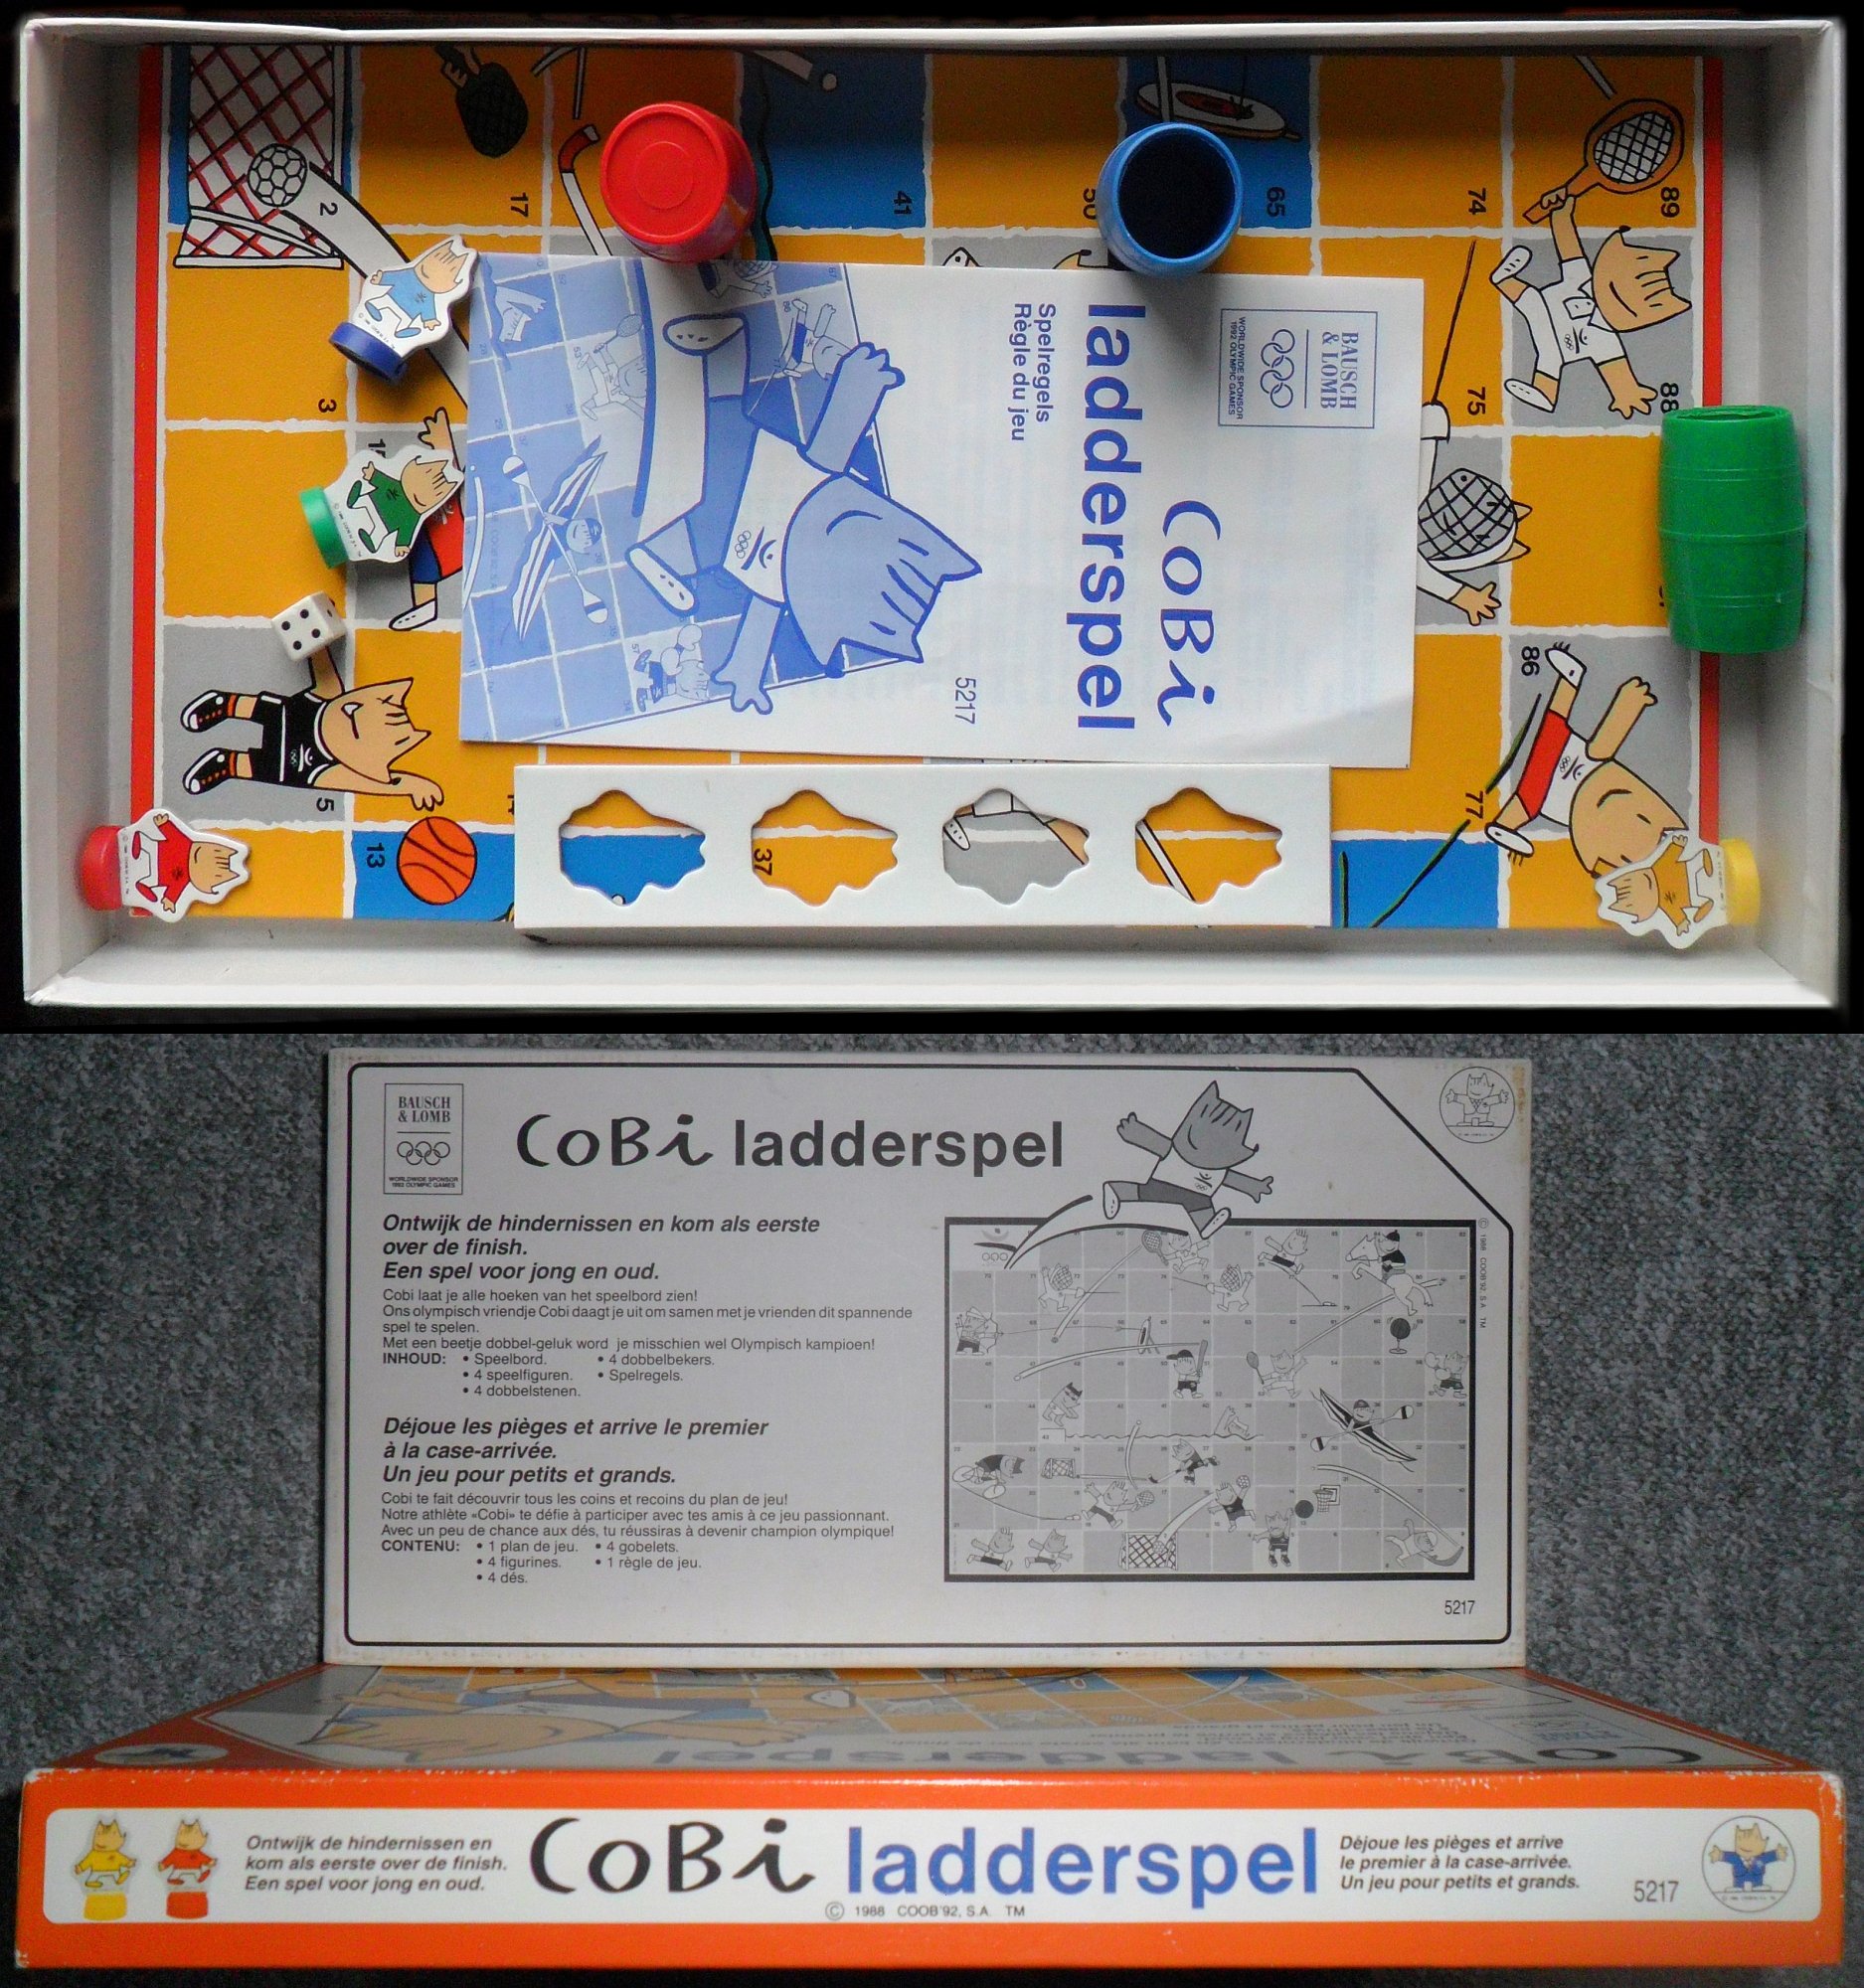 2
17
41
50
65
74
89
3
75
88
86
5
77
13
37
BAUSCH
& LOMB
WORLDWIDE SPONSOR
1992 OLYMPIC GAMES
CoBi
ladderspel
Spelregels
Règle du jeu
5217
BAUSCH
& LOMB
WORLDWIDE SPONSOR
1992 OLYMPIC GAMES
CoBi ladderspel
Ontwijk de hindernissen en kom als eerste
over de finish.
Een spel voor jong en oud.
Cobi laat je alle hoeken van het speelbord zien!
Ons olympisch vriendje Cobi daagt je uit om samen met je vrienden dit spannende
spel te spelen.
Met een beetje dobbel-geluk word je misschien wel Olympisch kampioen!
INHOUD: • Speelbord. • 4 dobbelbekers.
• 4 speelfiguren. • Spelregels.
• 4 dobbelstenen.
Déjoue les pièges et arrive le premier
à la case-arrivée.
Un jeu pour petits et grands.
Cobi te fait découvrir tous les coins et recoins du plan de jeu!
Notre athlète «Cobi» te défie à participer avec tes amis à ce jeu passionnant.
Avec un peu de chance aux dés, tu réussiras à devenir champion olympique!
CONTENU: • 1 plan de jeu. • 4 gobelets.
• 4 figurines. • 1 règle de jeu.
• 4 dés.
© 1988 COOB'92, S.A. TM
5217
CoBi ladderspel
Ontwijk de hindernissen en
kom als eerste over de finish.
Een spel voor jong en oud.
CoBi ladderspel
© 1988 COOB'92, S.A. TM
Déjoue les pièges et arrive
le premier à la case-arrivée.
Un jeu pour petits et grands.
5217